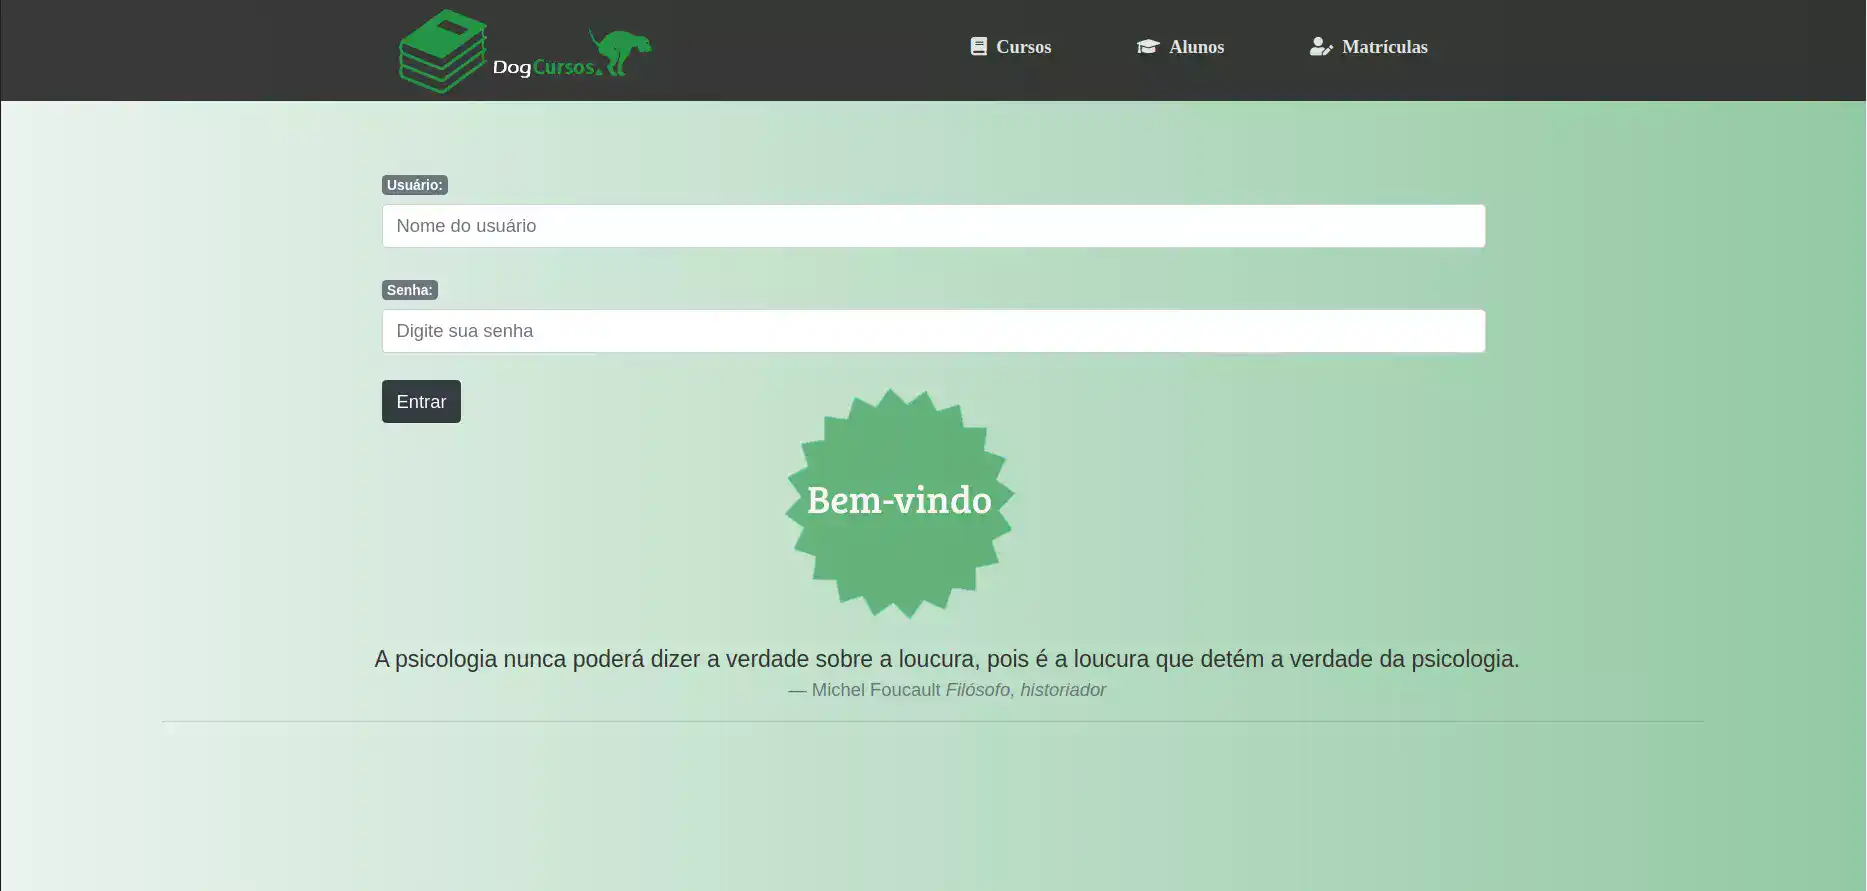 DogCursos
Cursos
Alunos
Matrículas
Usuário:
Nome do usuário
Senha:
Digite sua senha
Entrar
Bem-vindo
A psicologia nunca poderá dizer a verdade sobre a loucura, pois é a loucura que detém a verdade da psicologia.
— Michel Foucault Filósofo, historiador